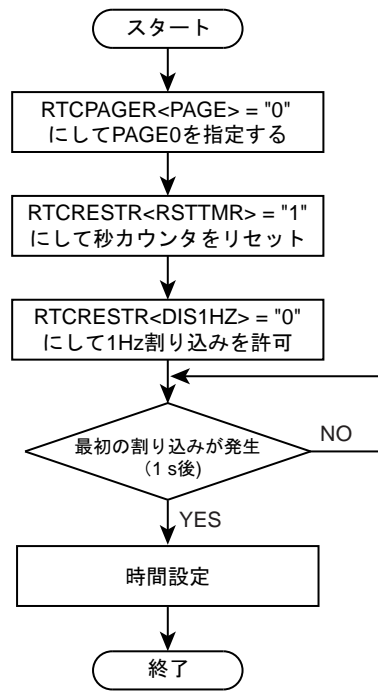 スタート
RTCPAGER<PAGE> = "0"
にしてPAGE0を指定する
RTCRESTR<RSTTMR> = "1"
にして秒カウンタをリセット
RTCRESTR<DIS1HZ> = "0"
にして1Hz割り込みを許可
最初の割り込みが発生
(1 s後)
NO
YES
時間設定
終了